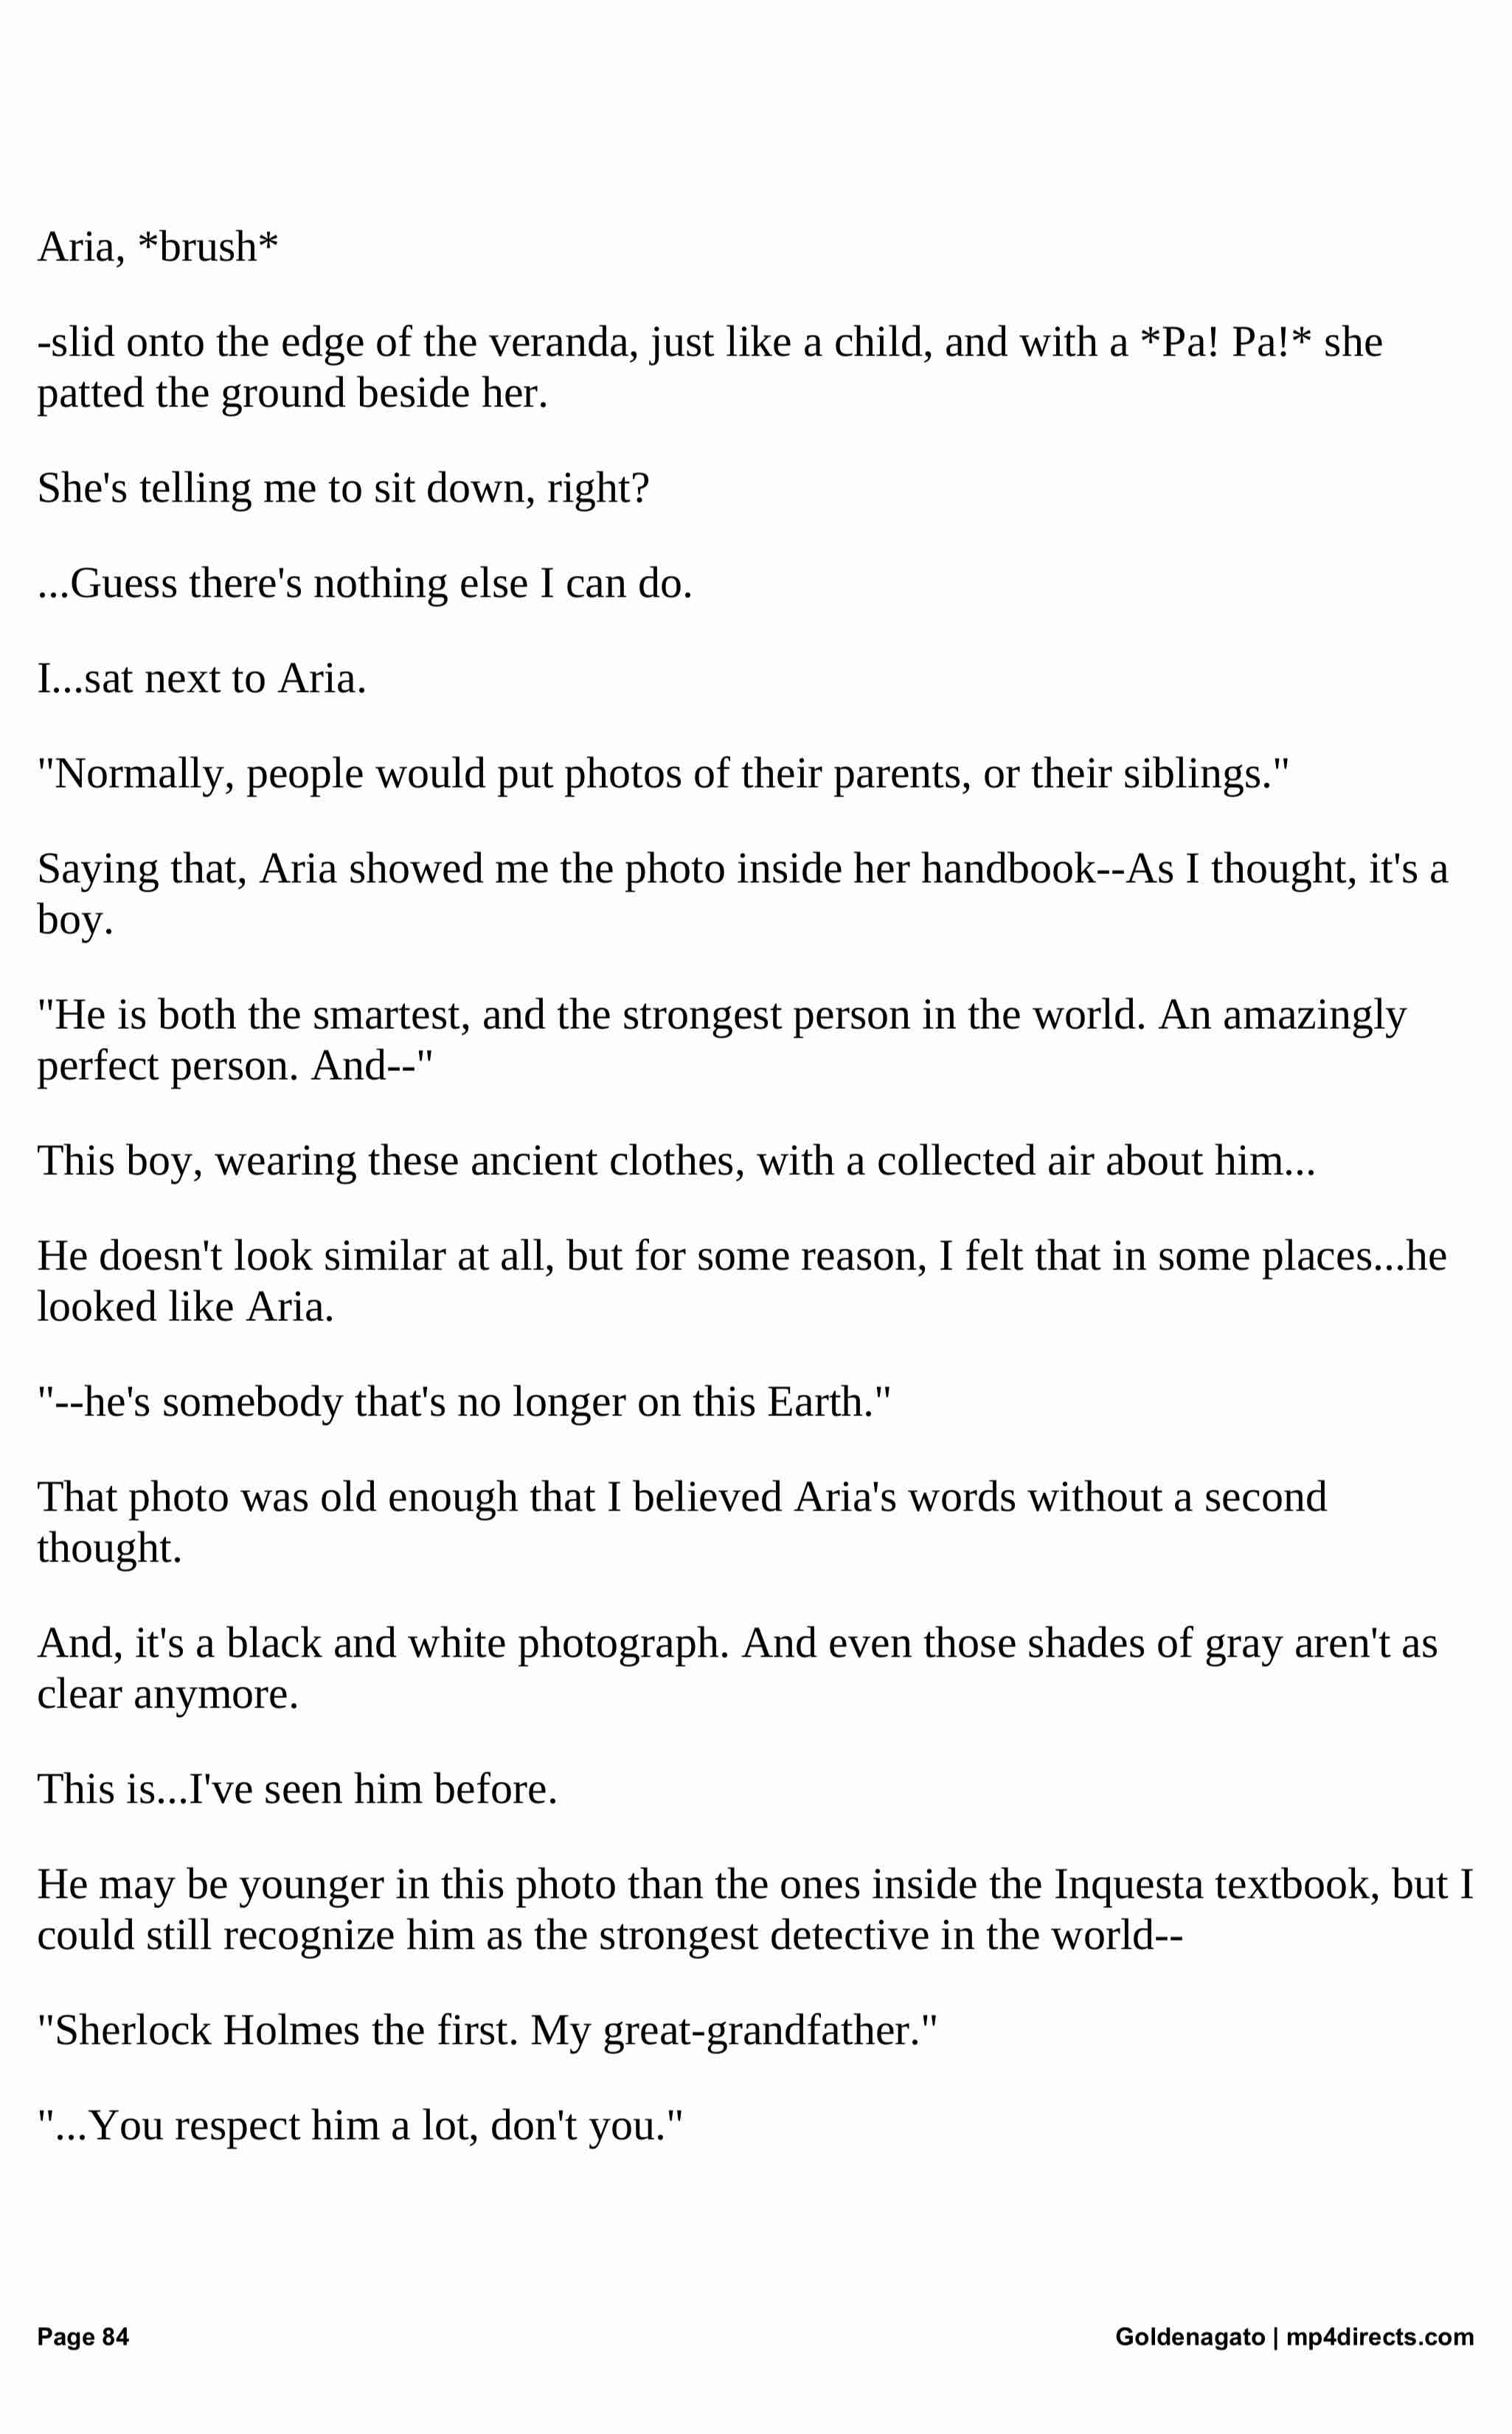 Aria, *brush*
-slid onto the edge of the veranda, just like a child, and with a *Pa! Pa!* she
patted the ground beside her.
She's telling me to sit down, right?
...Guess there's nothing else I can do.
I...sat next to Aria.
"Normally, people would put photos of their parents, or their siblings."
Saying that, Aria showed me the photo inside her handbook--As I thought, it's a
boy.
"He is both the smartest, and the strongest person in the world. An amazingly
perfect person. And--"
This boy, wearing these ancient clothes, with a collected air about him...
He doesn't look similar at all, but for some reason, I felt that in some places...he
looked like Aria.
"--he's somebody that's no longer on this Earth."
That photo was old enough that I believed Aria's words without a second
thought.
And, it's a black and white photograph. And even those shades of gray aren't as
clear anymore.
This is...I've seen him before.
He may be younger in this photo than the ones inside the Inquesta textbook, but I
could still recognize him as the strongest detective in the world--
"Sherlock Holmes the first. My great-grandfather."
"...You respect him a lot, don't you."
Page 84
Goldenagato | mp4directs.com